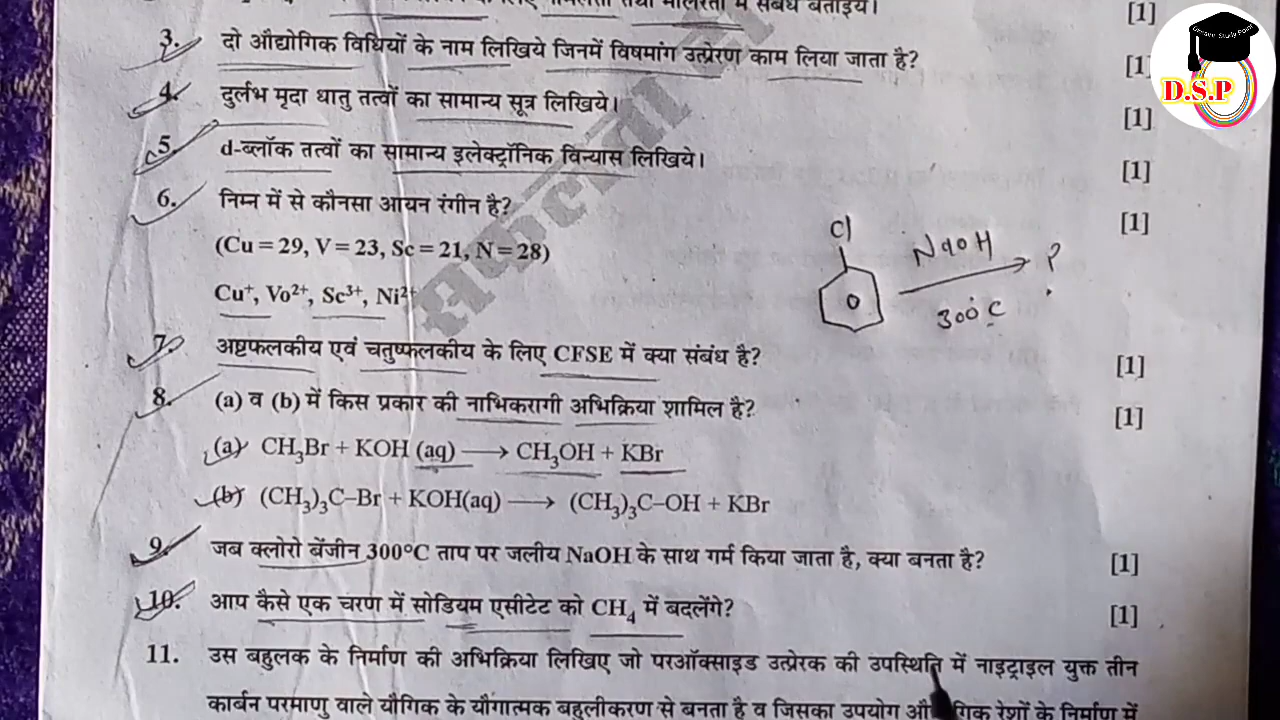 के लिए मोललता तथा मोलरता में संबंध बताइये। [1]
3. दो औद्योगिक विधियों के नाम लिखिये जिनमें विषमांग उत्प्रेरण काम लिया जाता है? [1]
4. दुर्लभ मृदा धातु तत्वों का सामान्य सूत्र लिखिये। [1]
5. d-ब्लॉक तत्वों का सामान्य इलेक्ट्रॉनिक विन्यास लिखिये। [1]
6. निम्न में से कौनसा आयन रंगीन है? [1]
(Cu = 29, V = 23, Sc = 21, N = 28)
Cu⁺, Vo²⁺, Sc³⁺, Ni²⁺
Cl
NaOH
300°C
?
7. अष्टफलकीय एवं चतुष्फलकीय के लिए CFSE में क्या संबंध है? [1]
8. (a) व (b) में किस प्रकार की नाभिकरागी अभिक्रिया शामिल है? [1]
(a) CH₃Br + KOH (aq) ⟶ CH₃OH + KBr
(b) (CH₃)₃C–Br + KOH(aq) ⟶ (CH₃)₃C–OH + KBr
9. जब क्लोरो बेंजीन 300°C ताप पर जलीय NaOH के साथ गर्म किया जाता है, क्या बनता है? [1]
10. आप कैसे एक चरण में सोडियम एसीटेट को CH₄ में बदलेंगे? [1]
11. उस बहुलक के निर्माण की अभिक्रिया लिखिए जो परऑक्साइड उत्प्रेरक की उपस्थिति में नाइट्राइल युक्त तीन
कार्बन परमाणु वाले यौगिक के यौगात्मक बहुलीकरण से बनता है व जिसका उपयोग रेशों के निर्माण में
D.S.P